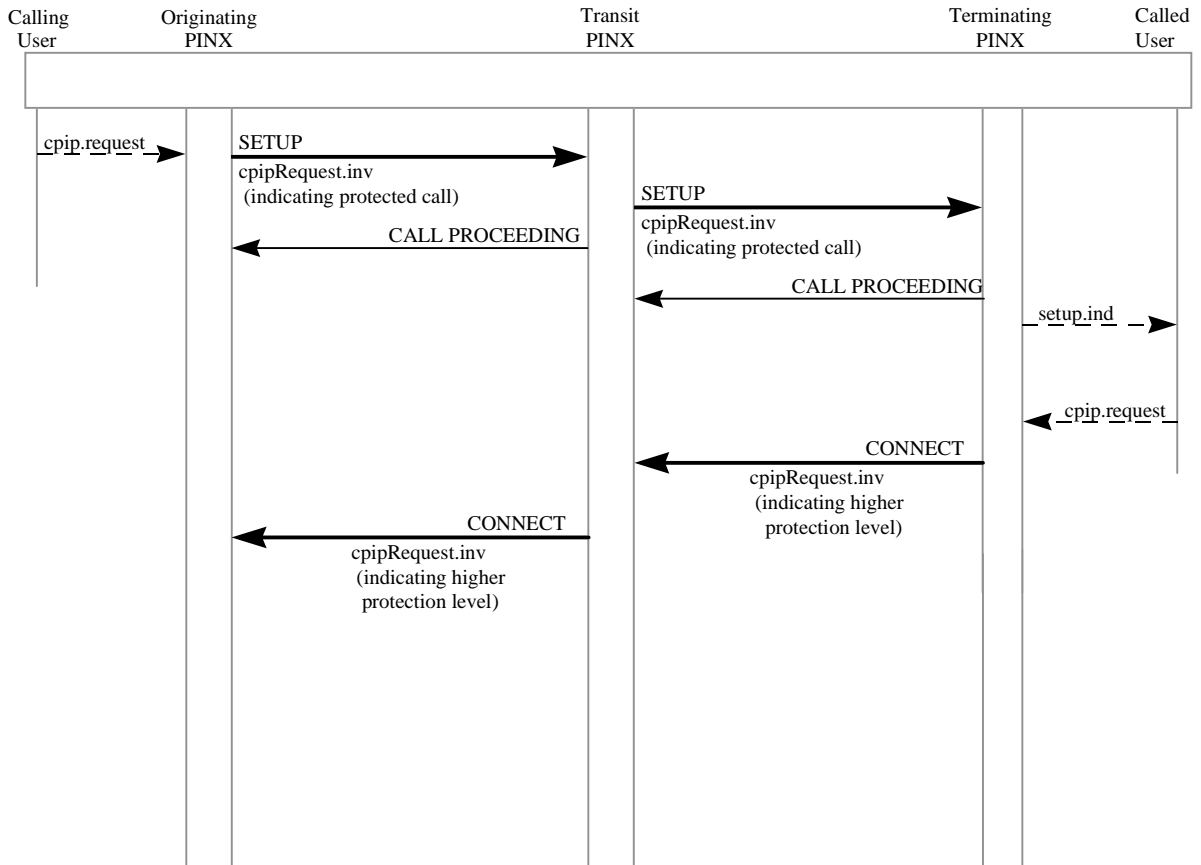 Calling
User
Originating
PINX
Transit
PINX
Terminating
PINX
Called
User
cpip.request
SETUP
cpipRequest.inv
(indicating protected call)
SETUP
cpipRequest.inv
(indicating protected call)
CALL PROCEEDING
CALL PROCEEDING
setup.ind
cpip.request
CONNECT
cpipRequest.inv
(indicating higher
protection level)
CONNECT
cpipRequest.inv
(indicating higher
protection level)